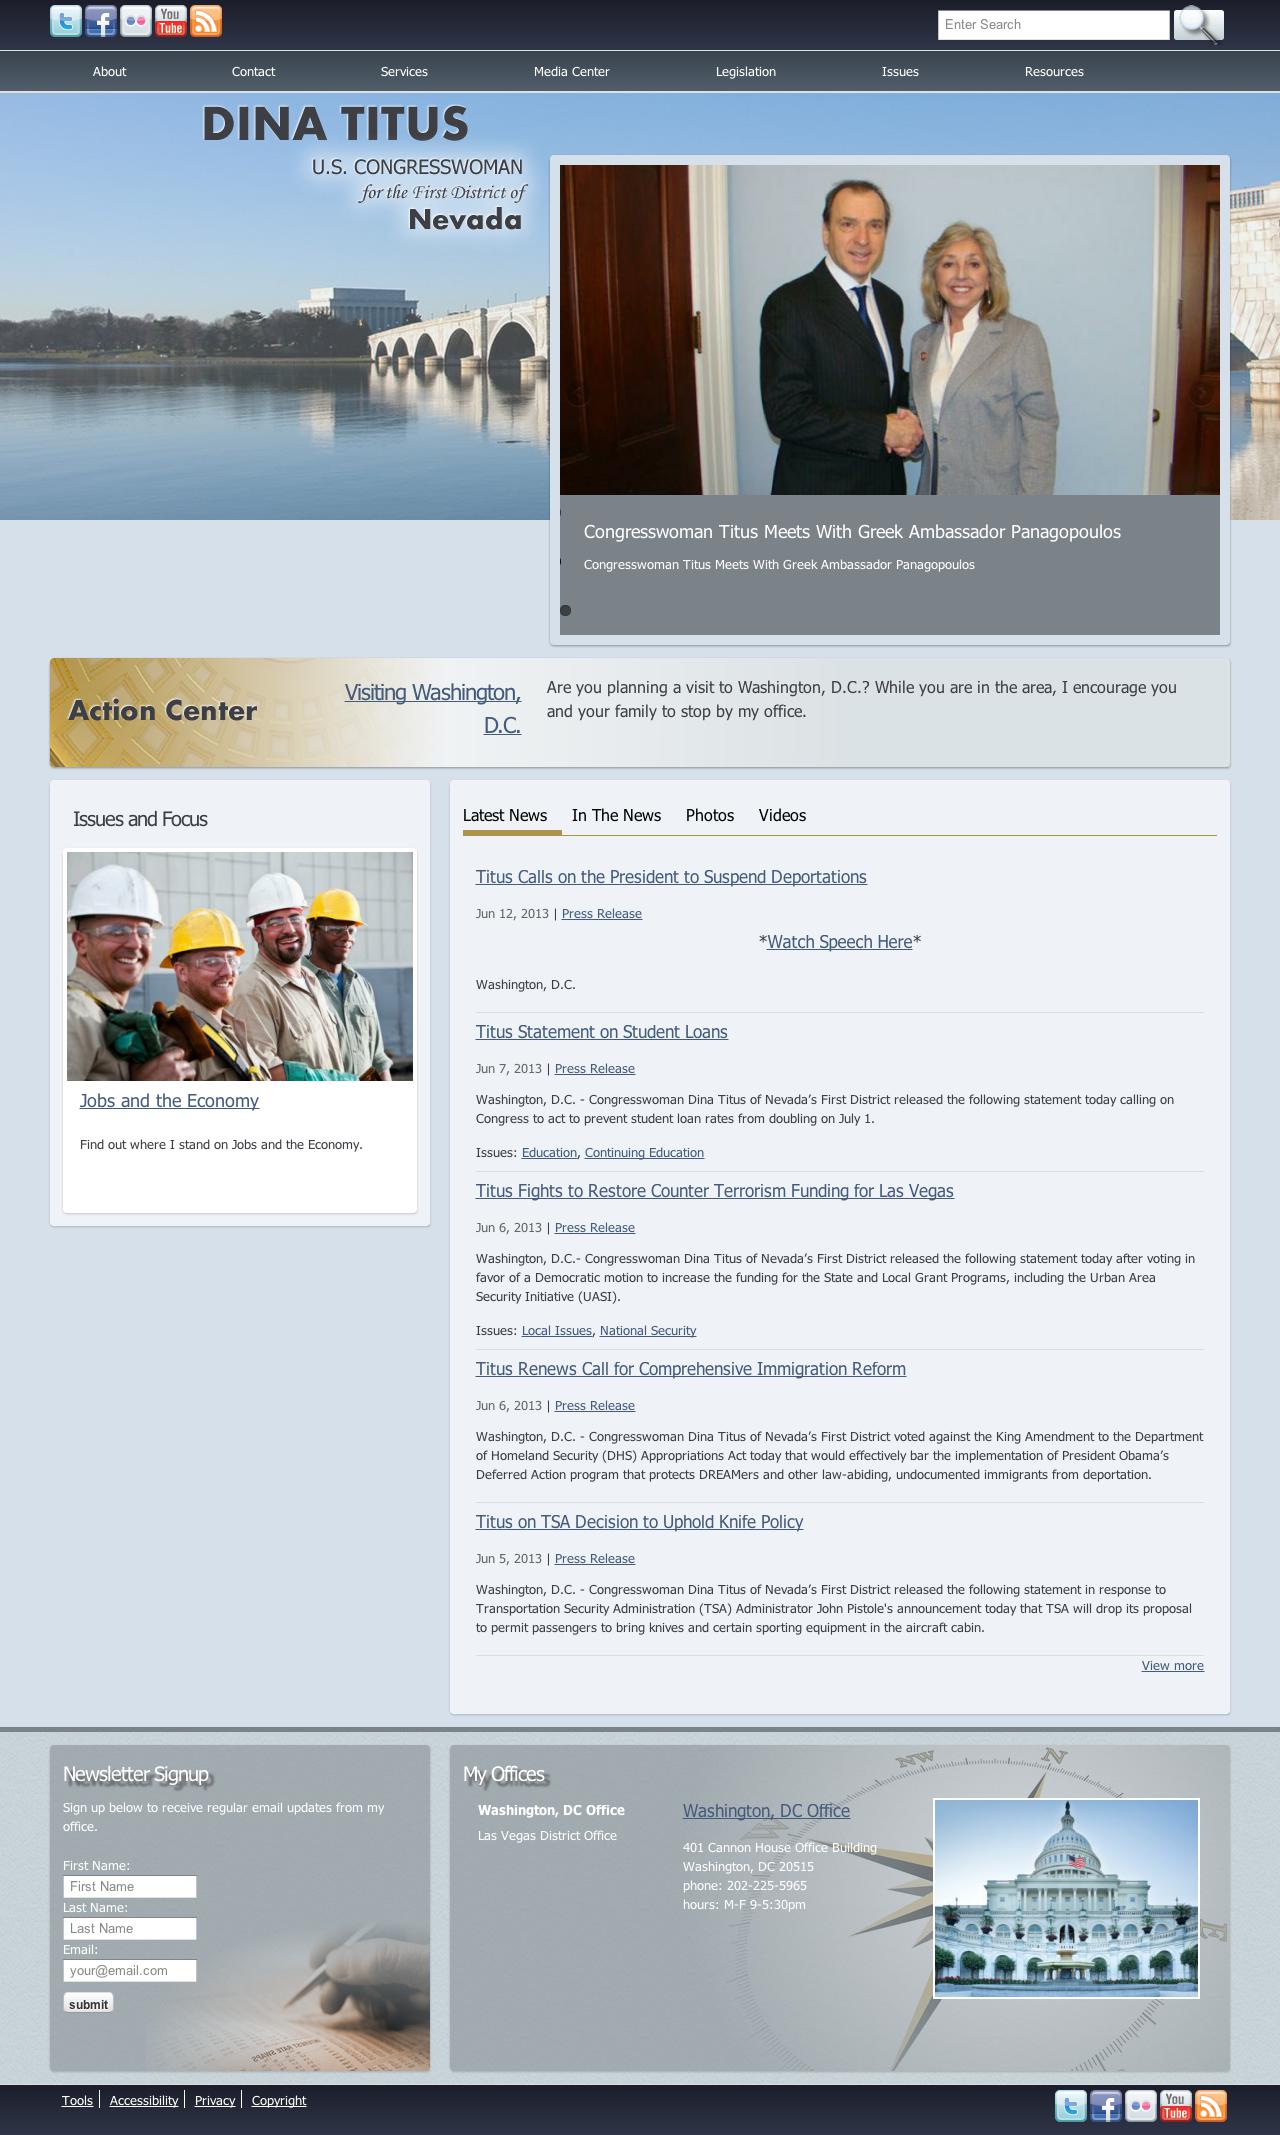 You
Tube
Enter Search
About
Contact
Services
Media Center
Legislation
Issues
Resources
DINA TITUS
U.S. CONGRESSWOMAN
for the First District of
Nevada
Congresswoman Titus Meets With Greek Ambassador Panagopoulos
Congresswoman Titus Meets With Greek Ambassador Panagopoulos
Action Center
Visiting Washington,
D.C.
Are you planning a visit to Washington, D.C.? While you are in the area, I encourage you
and your family to stop by my office.
Issues and Focus
Jobs and the Economy
Find out where I stand on Jobs and the Economy.
Latest News
In The News
Photos
Videos
Titus Calls on the President to Suspend Deportations
Jun 12, 2013 | Press Release
*Watch Speech Here*
Washington, D.C.
Titus Statement on Student Loans
Jun 7, 2013 | Press Release
Washington, D.C. - Congresswoman Dina Titus of Nevada’s First District released the following statement today calling on
Congress to act to prevent student loan rates from doubling on July 1.
Issues: Education, Continuing Education
Titus Fights to Restore Counter Terrorism Funding for Las Vegas
Jun 6, 2013 | Press Release
Washington, D.C.- Congresswoman Dina Titus of Nevada’s First District released the following statement today after voting in
favor of a Democratic motion to increase the funding for the State and Local Grant Programs, including the Urban Area
Security Initiative (UASI).
Issues: Local Issues, National Security
Titus Renews Call for Comprehensive Immigration Reform
Jun 6, 2013 | Press Release
Washington, D.C. - Congresswoman Dina Titus of Nevada’s First District voted against the King Amendment to the Department
of Homeland Security (DHS) Appropriations Act today that would effectively bar the implementation of President Obama’s
Deferred Action program that protects DREAMers and other law-abiding, undocumented immigrants from deportation.
Titus on TSA Decision to Uphold Knife Policy
Jun 5, 2013 | Press Release
Washington, D.C. - Congresswoman Dina Titus of Nevada’s First District released the following statement in response to
Transportation Security Administration (TSA) Administrator John Pistole's announcement today that TSA will drop its proposal
to permit passengers to bring knives and certain sporting equipment in the aircraft cabin.
View more
Newsletter Signup
Sign up below to receive regular email updates from my
office.
First Name:
First Name
Last Name:
Last Name
Email:
your@email.com
submit
My Offices
Washington, DC Office
Las Vegas District Office
Washington, DC Office
401 Cannon House Office Building
Washington, DC 20515
phone: 202-225-5965
hours: M-F 9-5:30pm
NW
N
E
Tools
Accessibility
Privacy
Copyright
You
Tube